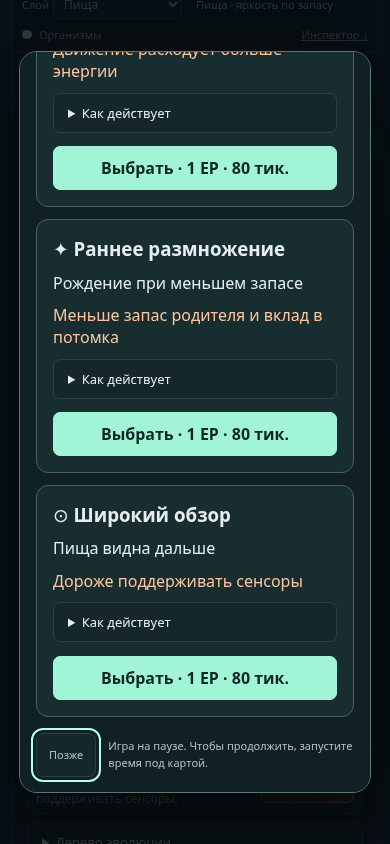 Слой Пища Пища · яркость по запасу
Организмы Инспектор ↓
Движение расходует больше
энергии
▶ Как действует
Выбрать · 1 EP · 80 тик.
✦ Раннее размножение
Рождение при меньшем запасе
Меньше запас родителя и вклад в
потомка
▶ Как действует
Выбрать · 1 EP · 80 тик.
⊙ Широкий обзор
Пища видна дальше
Дороже поддерживать сенсоры
▶ Как действует
Выбрать · 1 EP · 80 тик.
Позже
Игра на паузе. Чтобы продолжить, запустите
время под картой.
поддерживать сенсоры.
▶ Дерево эволюции